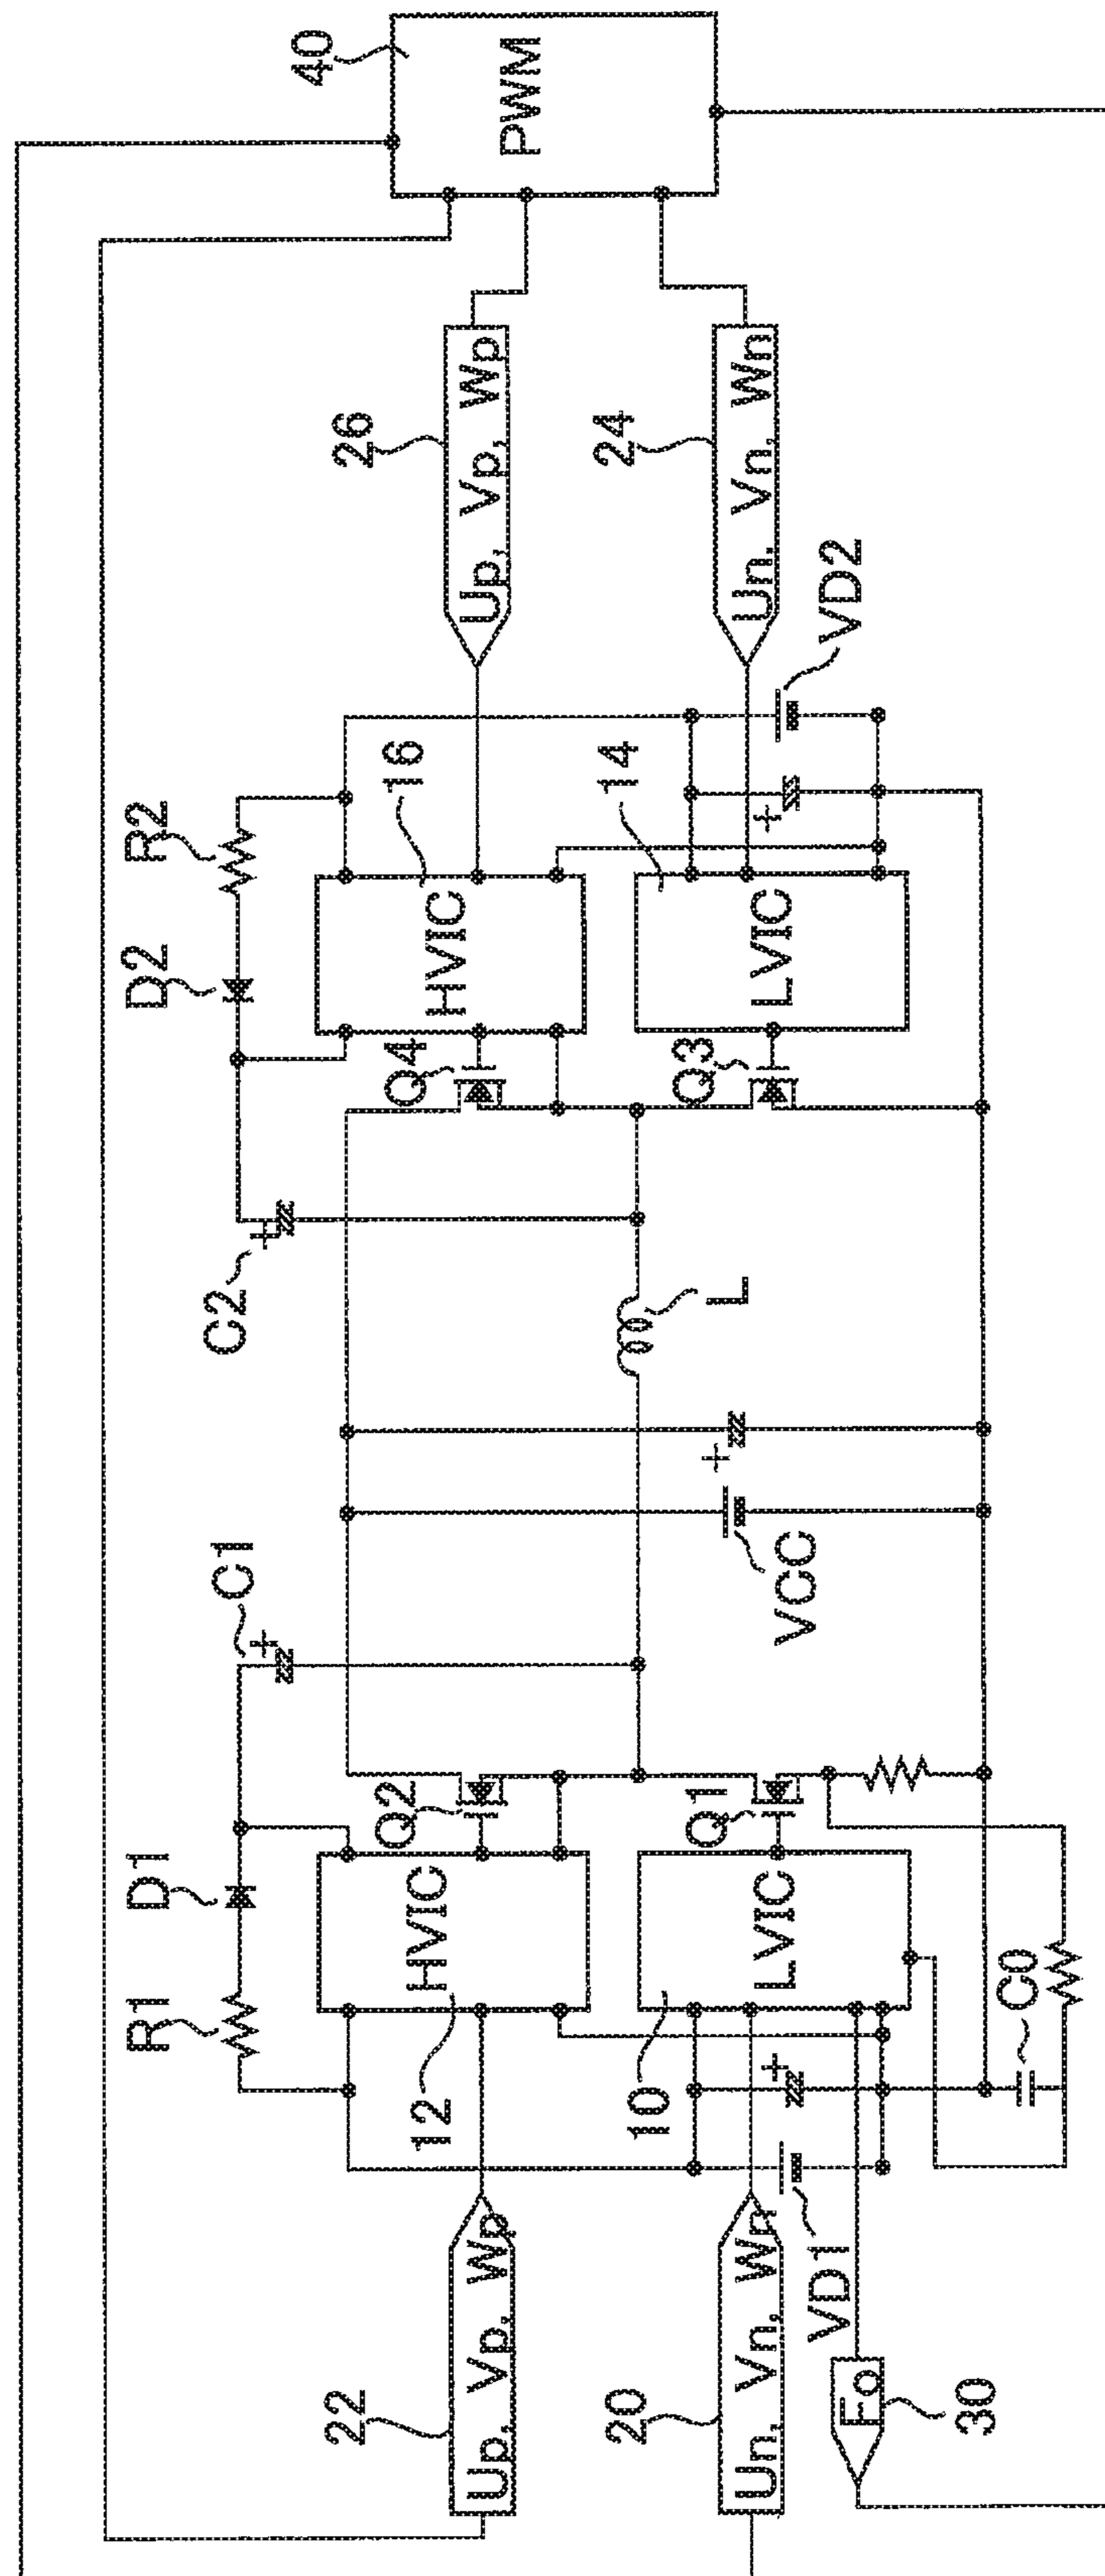 R1
D1
C1
C2
D2
R2
40
22
26
12
HVIC
Q2
Q4
HVIC
16
Up, Vp, Wp
Up, Vp, Wp
PWM
20
10
Q1
Q3
14
24
L
Un, Vn, Wn
LVIC
LVIC
Un. Vn. Wn
VCC
VD1
VD2
Fo
30
C0